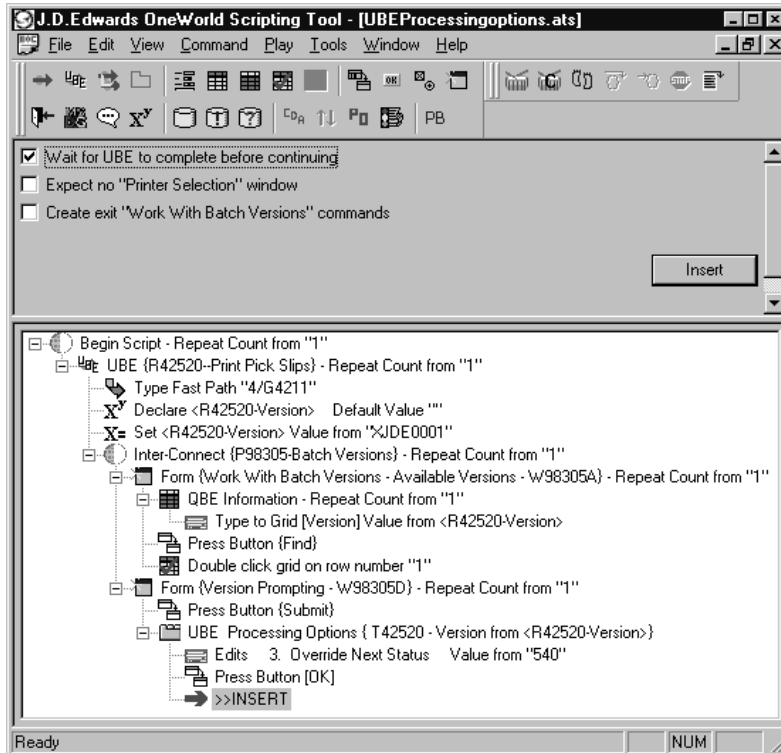 J.D.Edwards OneWorld Scripting Tool - [UBEProcessingoptions.ats]
File Edit View Command Play Tools Window Help
UBE OK
xʸ CDA PO PB
Wait for UBE to complete before continuing
Expect no "Printer Selection" window
Create exit "Work With Batch Versions" commands
Insert
Begin Script - Repeat Count from "1"
UBE UBE {R42520--Print Pick Slips} - Repeat Count from "1"
Type Fast Path "4/G4211"
Xʸ Declare <R42520-Version> Default Value ""
X= Set <R42520-Version> Value from "XJDE0001"
Inter-Connect {P98305-Batch Versions} - Repeat Count from "1"
Form {Work With Batch Versions - Available Versions - W98305A} - Repeat Count from "1"
QBE Information - Repeat Count from "1"
Type to Grid [Version] Value from <R42520-Version>
Press Button {Find}
Double click grid on row number "1"
Form {Version Prompting - W98305D} - Repeat Count from "1"
Press Button {Submit}
UBE Processing Options { T42520 - Version from <R42520-Version>}
Edits 3. Override Next Status Value from "540"
Press Button [OK]
>>INSERT
Ready NUM